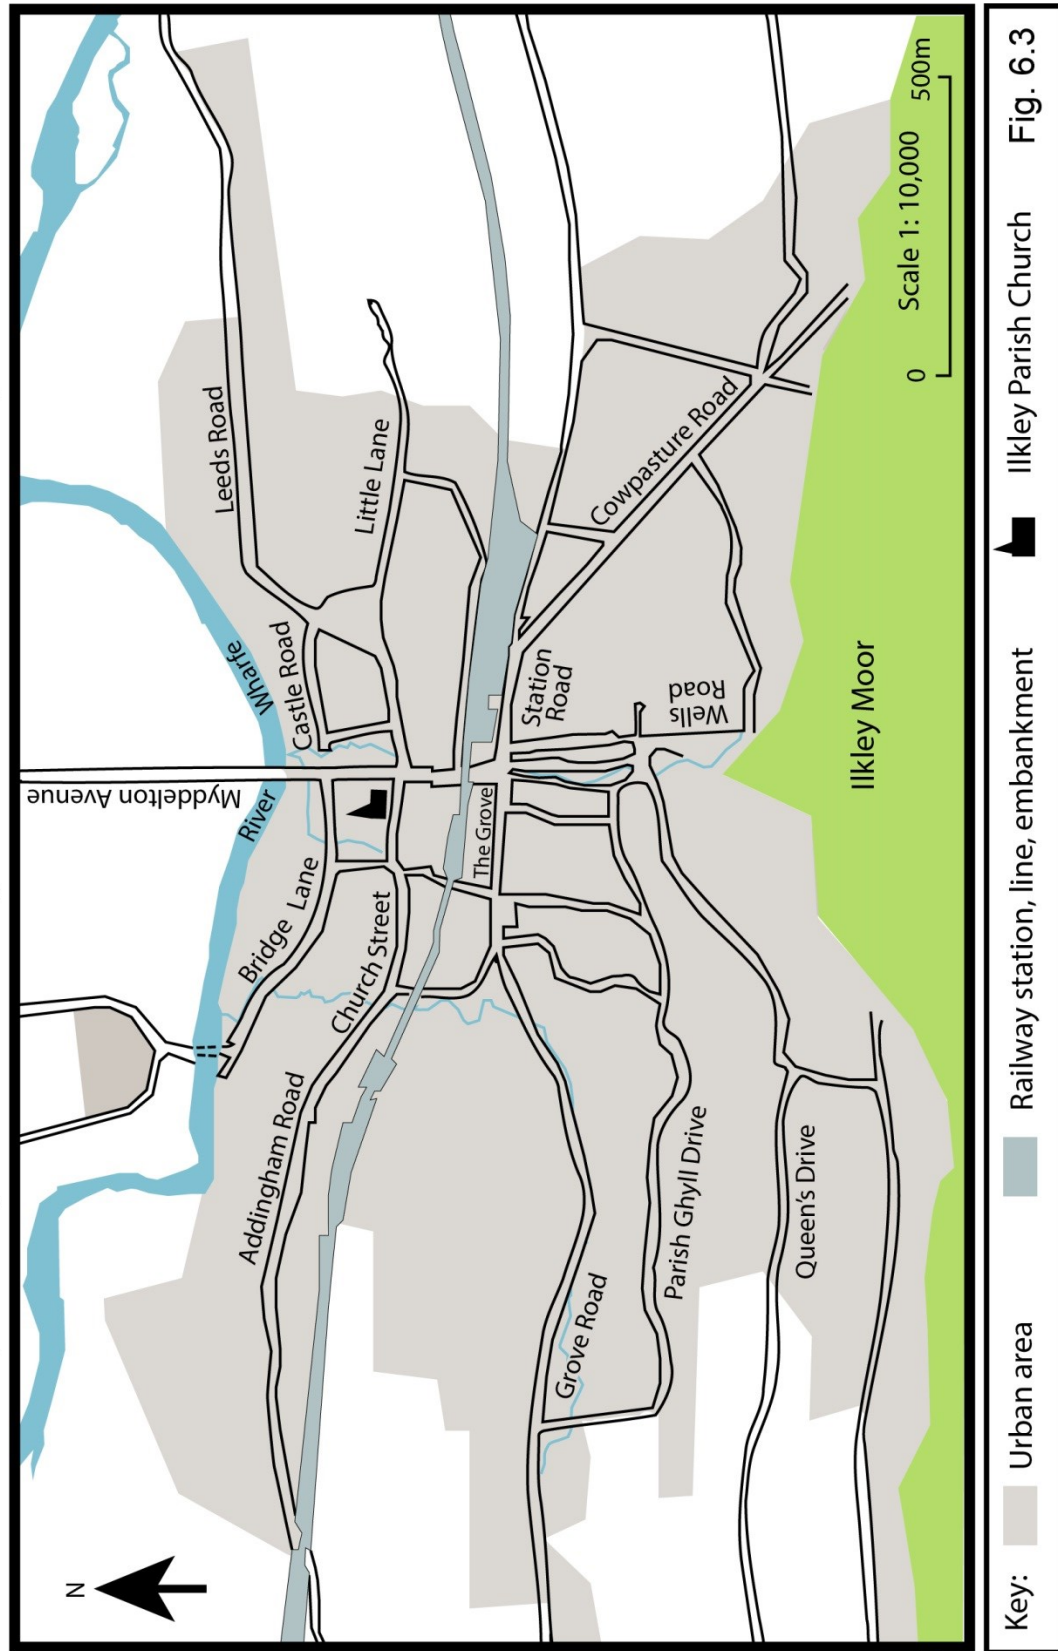 N
Myddelton Avenue
River
Wharfe
Leeds Road
Castle Road
Little Lane
Bridge Lane
Church Street
Addingham Road
The Grove
Station
Road
Cowpasture Road
Wells
Road
Grove Road
Parish Ghyll Drive
Queen's Drive
Ilkley Moor
Scale 1: 10,000
0
500m
Key:
Urban area
Railway station, line, embankment
Ilkley Parish Church
Fig. 6.3